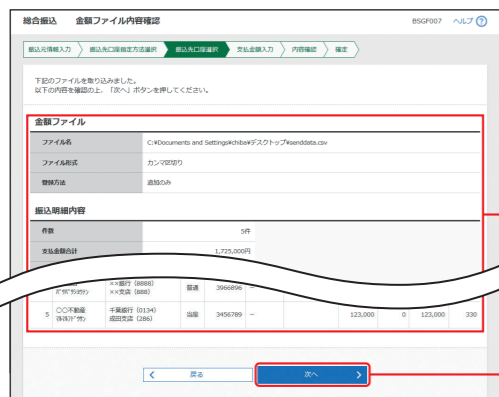 総合振込 金額ファイル内容確認 BSGF007 ヘルプ ?
振込元情報入力 振込先口座指定方法選択 振込先口座選択 支払金額入力 内容確認 確定
下記のファイルを取り込みました。
以下の内容を確認の上、「次へ」ボタンを押してください。
金額ファイル
ファイル名 C:¥Documents and Settings¥chiba¥デスクトップ¥senddata.csv
ファイル形式 カンマ区切り
登録方法 追加のみ
振込明細内容
件数 5件
支払金額合計 1,725,000円
××銀行 (8888)
××支店 (888) 普通 3966896 -
5 〇〇不動産 千葉銀行 (0134)
成田支店 (286) 当座 3456789 - 123,000 0 123,000 330
戻る 次へ